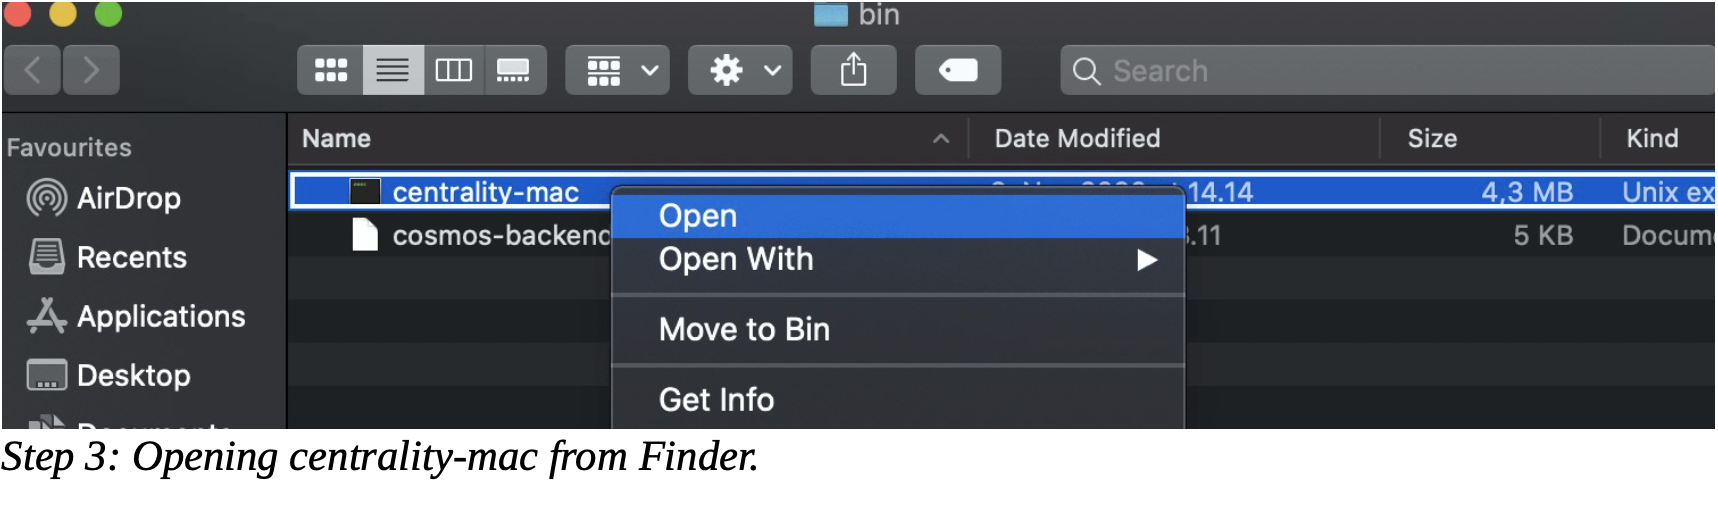 bin
Search
Favourites
AirDrop
Recents
Applications
Desktop
Documents
Name Date Modified Size Kind
centrality-mac 14.14 4,3 MB Unix ex
cosmos-backend .11 5 KB Docum
Open
Open With
Move to Bin
Get Info
Step 3: Opening centrality-mac from Finder.